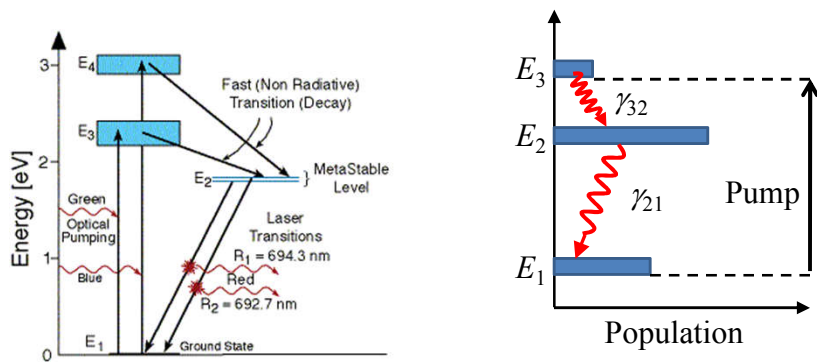 Energy [eV]
3
2
1
0
E4
E3
E2
E1
Fast (Non Radiative)
Transition (Decay)
MetaStable
Level
Green
Optical
Pumping
Blue
Laser
Transitions
R1 = 694.3 nm
Red
R2 = 692.7 nm
Ground State
E3
γ32
E2
γ21
Pump
E1
Population